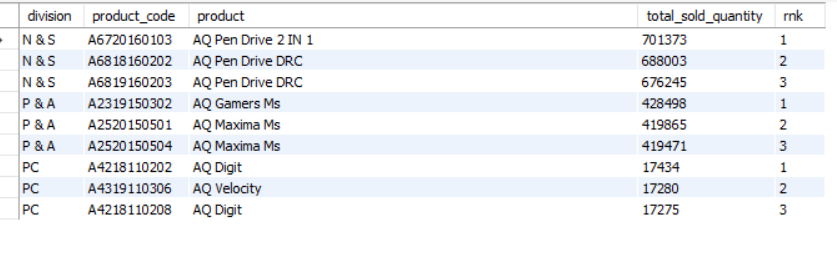 division product_code product total_sold_quantity rnk
N & S A6720160103 AQ Pen Drive 2 IN 1 701373 1
N & S A6818160202 AQ Pen Drive DRC 688003 2
N & S A6819160203 AQ Pen Drive DRC 676245 3
P & A A2319150302 AQ Gamers Ms 428498 1
P & A A2520150501 AQ Maxima Ms 419865 2
P & A A2520150504 AQ Maxima Ms 419471 3
PC A4218110202 AQ Digit 17434 1
PC A4319110306 AQ Velocity 17280 2
PC A4218110208 AQ Digit 17275 3